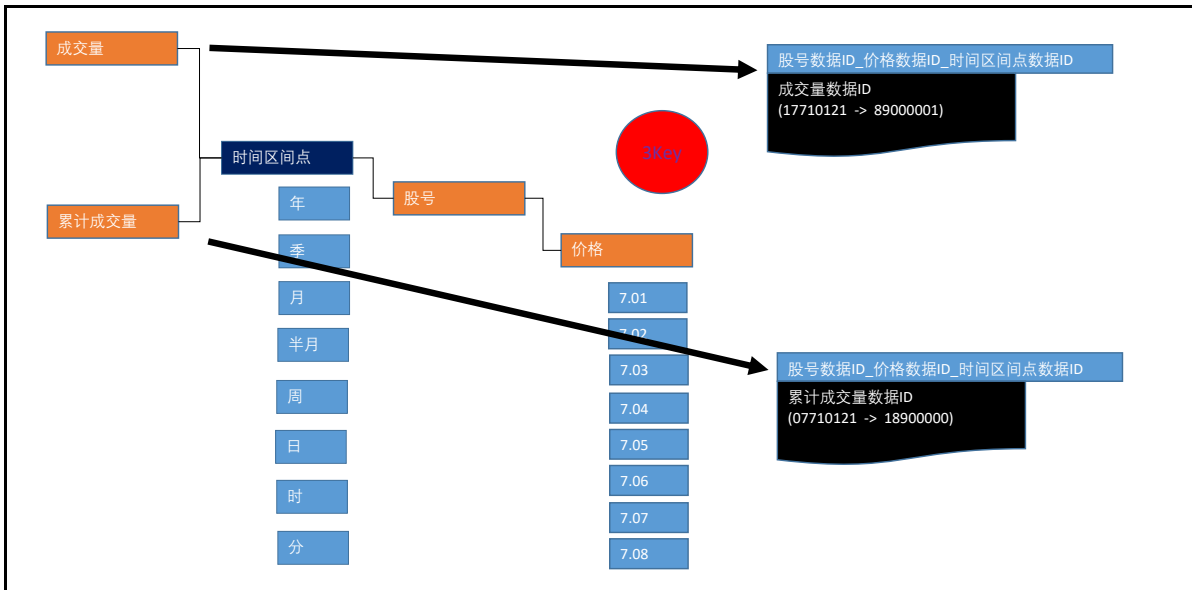 成交量
股号数据ID_价格数据ID_时间区间点数据ID
成交量数据ID
(17710121 -> 89000001)
3Key
时间区间点
年
股号
累计成交量
季
价格
月
7.01
半月
7.02
7.03
股号数据ID_价格数据ID_时间区间点数据ID
周
累计成交量数据ID
7.04
(07710121 -> 18900000)
日
7.05
7.06
时
7.07
分
7.08